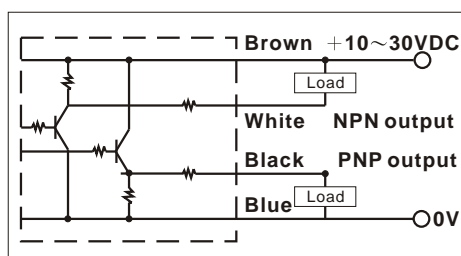 Brown +10~30VDC
Load
White NPN output
Black PNP output
Load
Blue 0V